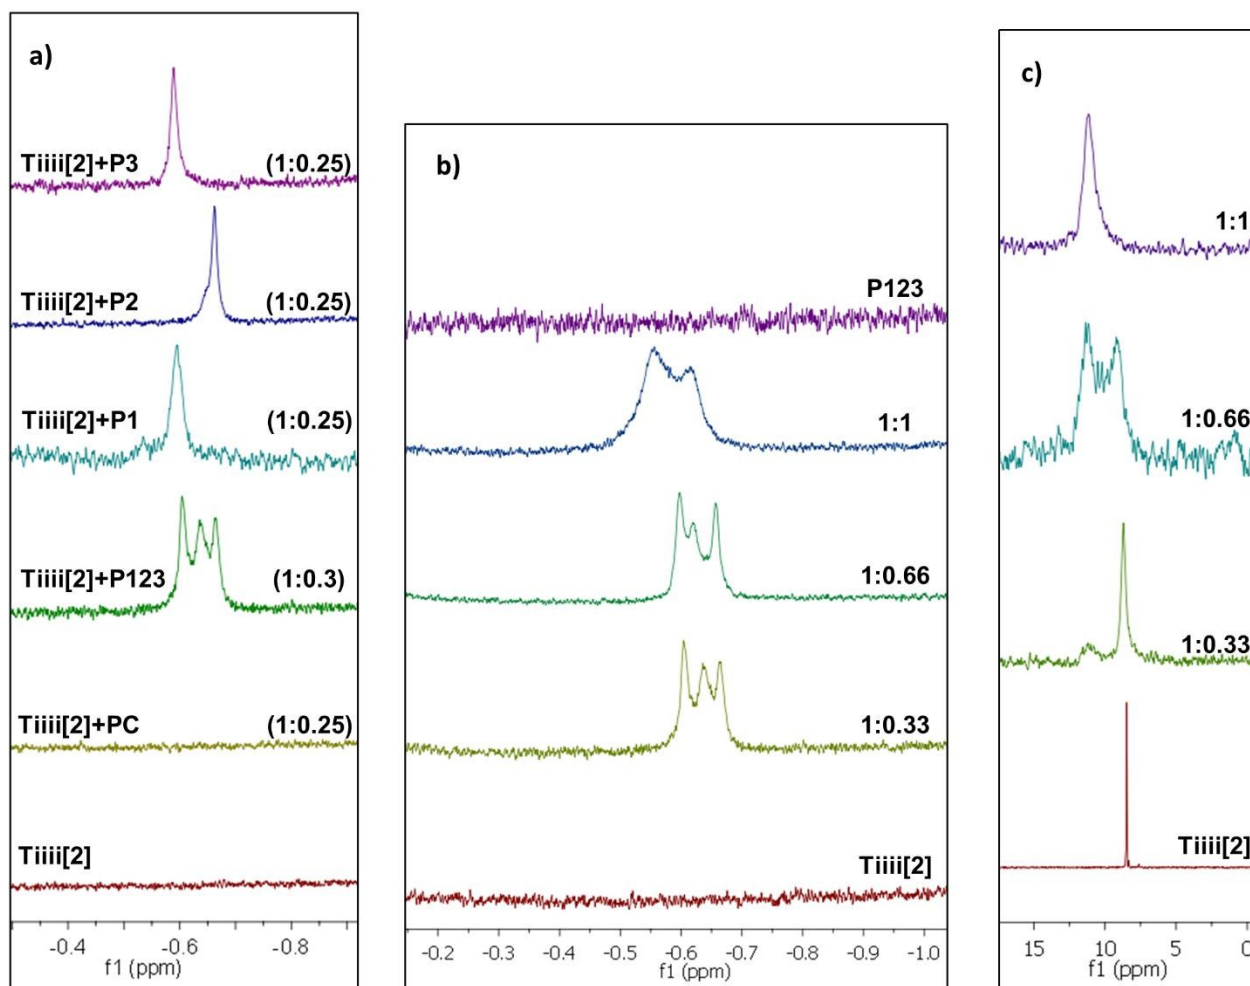 a)
Tiiii[2]+P3 (1:0.25)
Tiiii[2]+P2 (1:0.25)
Tiiii[2]+P1 (1:0.25)
Tiiii[2]+P123 (1:0.3)
Tiiii[2]+PC (1:0.25)
Tiiii[2]
-0.4 -0.6 -0.8
f1 (ppm)
b)
P123
1:1
1:0.66
1:0.33
Tiiii[2]
-0.2 -0.3 -0.4 -0.5 -0.6 -0.7 -0.8 -0.9 -1.0
f1 (ppm)
c)
1:1
1:0.66
1:0.33
Tiiii[2]
15 10 5 0
f1 (ppm)